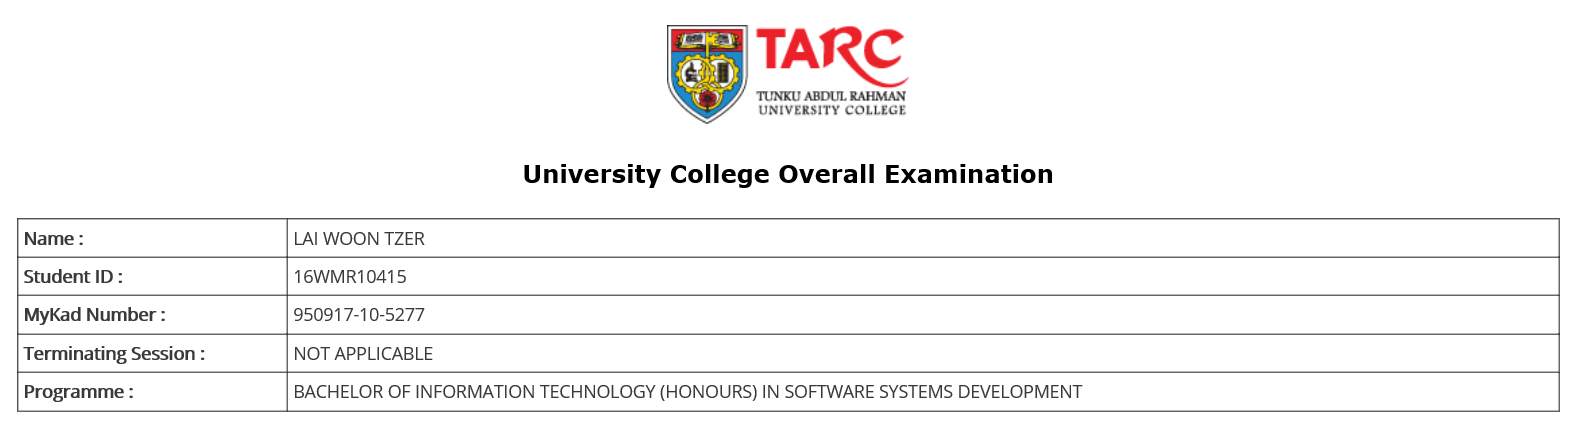 TARC
TUNKU ABDUL RAHMAN
UNIVERSITY COLLEGE
University College Overall Examination
Name : LAI WOON TZER
Student ID : 16WMR10415
MyKad Number : 950917-10-5277
Terminating Session : NOT APPLICABLE
Programme : BACHELOR OF INFORMATION TECHNOLOGY (HONOURS) IN SOFTWARE SYSTEMS DEVELOPMENT